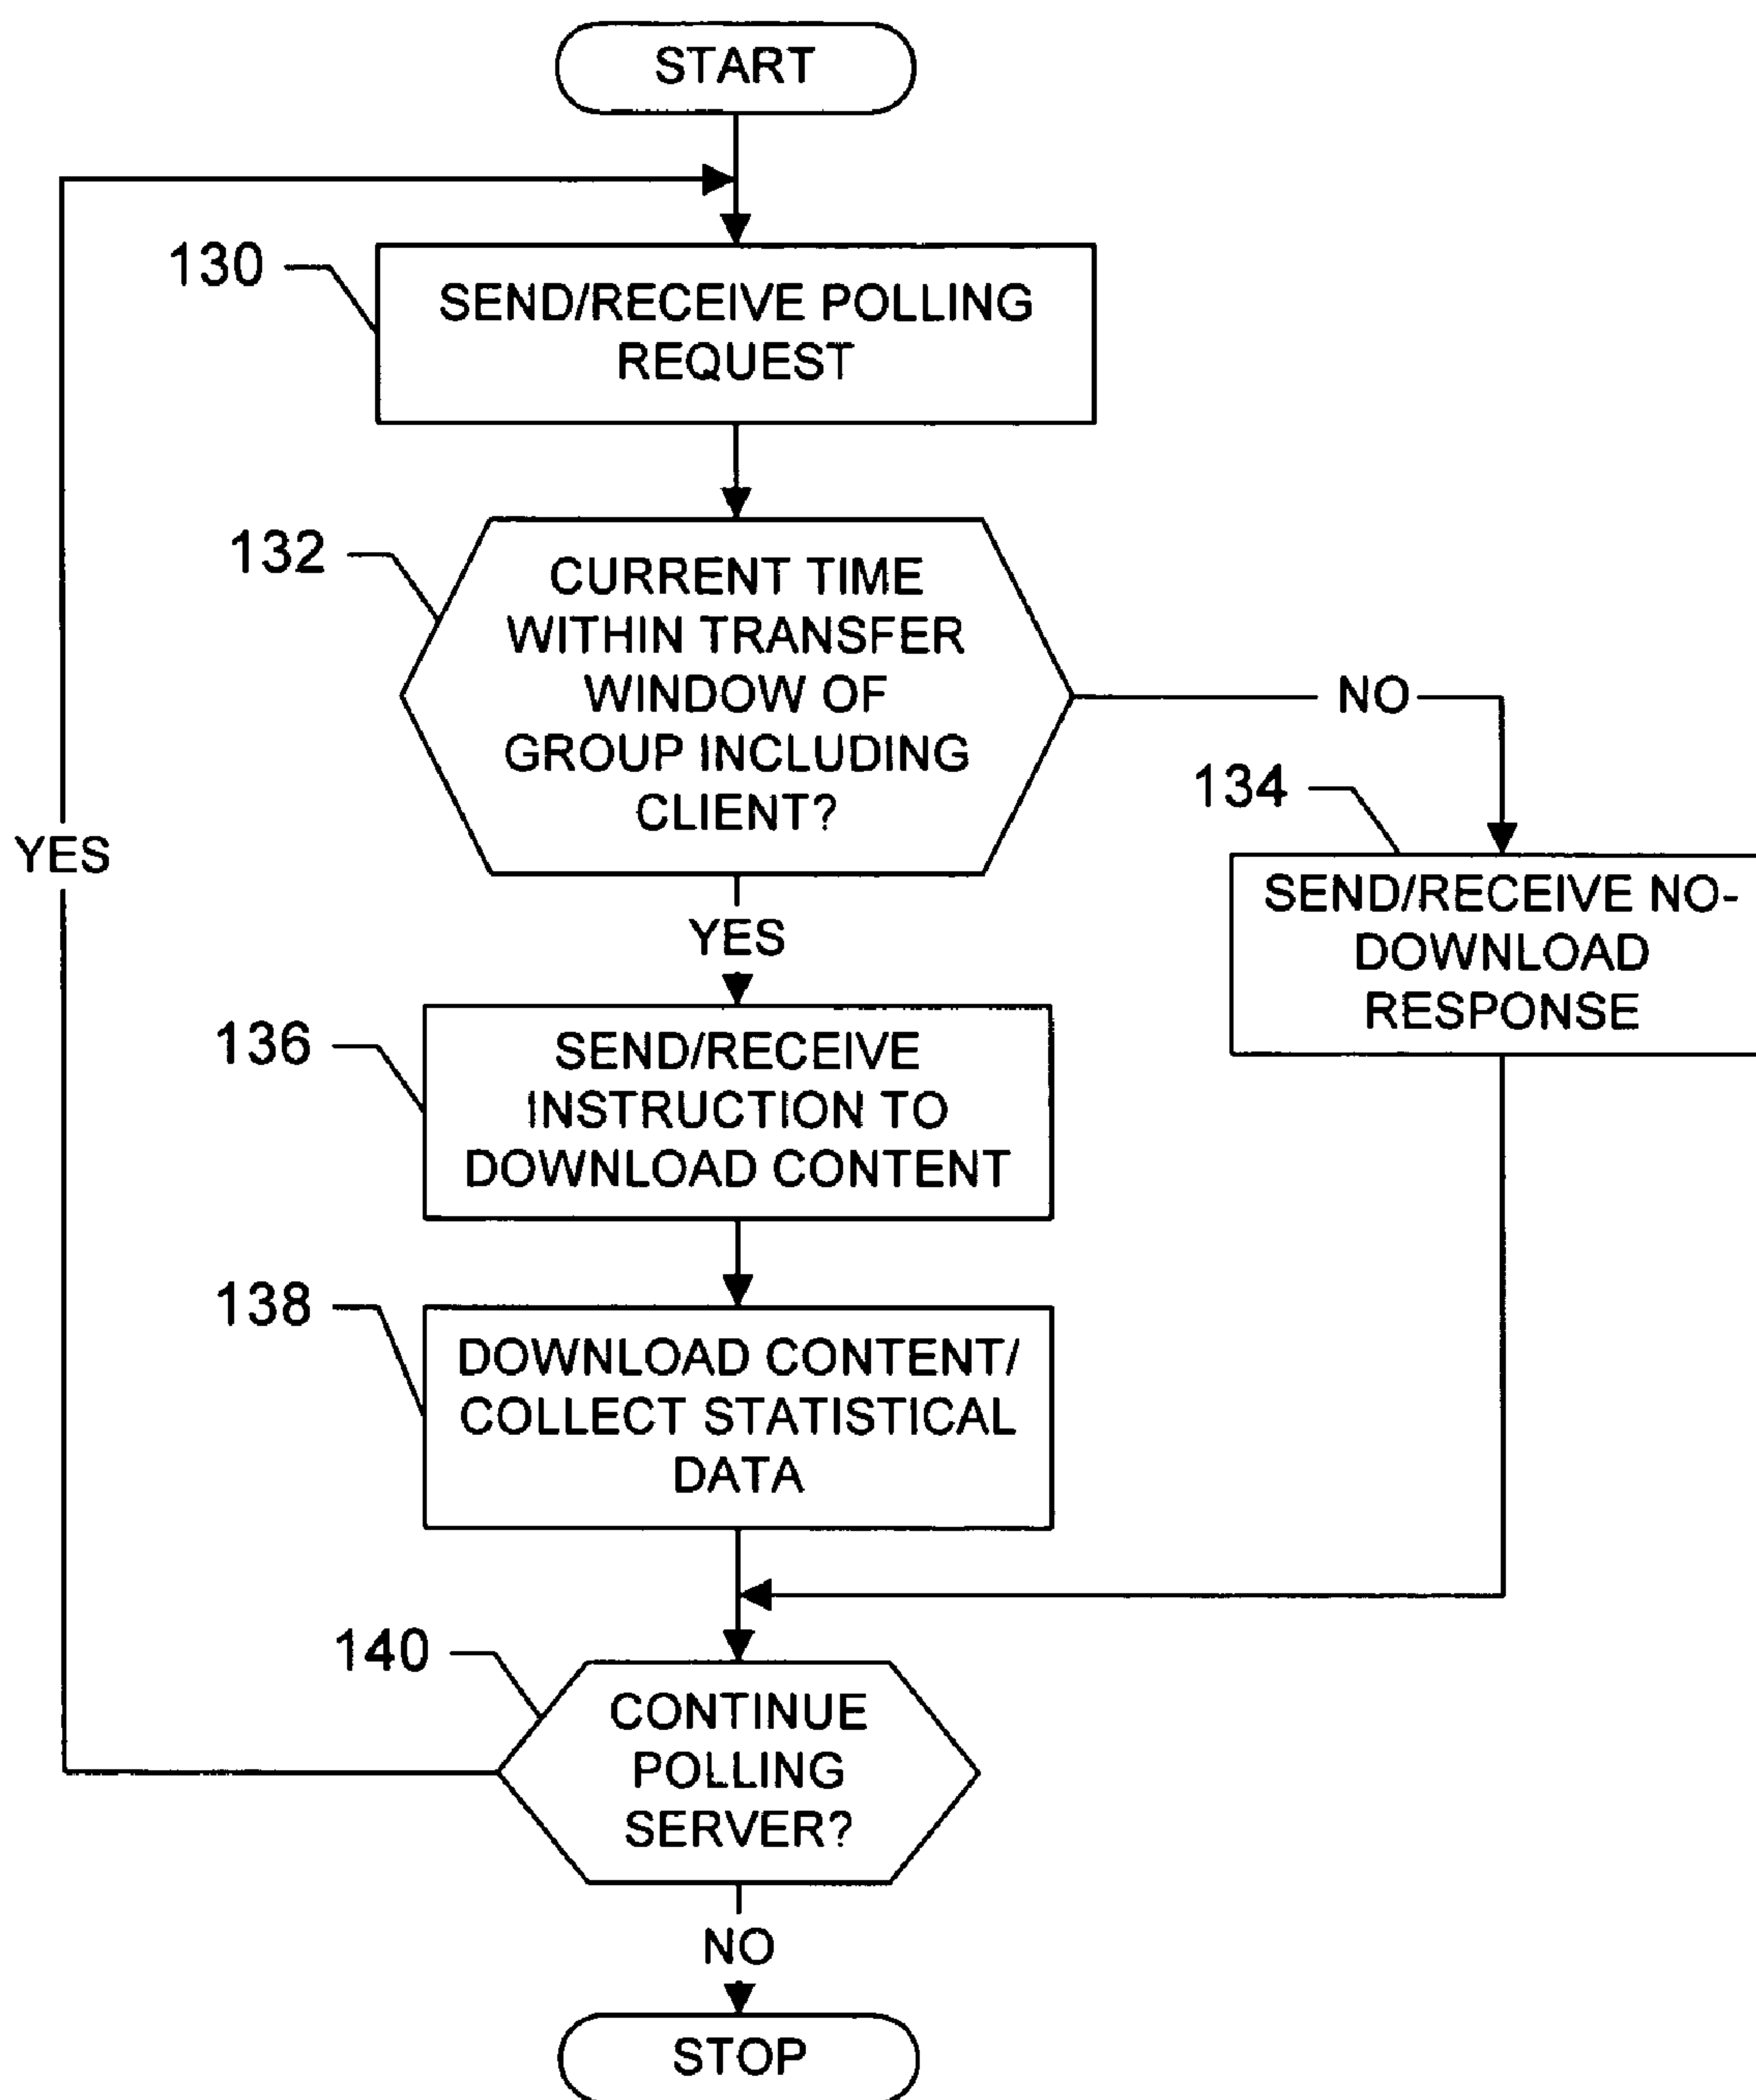 START
130
SEND/RECEIVE POLLING
REQUEST
132
CURRENT TIME
WITHIN TRANSFER
WINDOW OF
GROUP INCLUDING
CLIENT?
NO
134
SEND/RECEIVE NO-
DOWNLOAD
RESPONSE
YES
YES
136
SEND/RECEIVE
INSTRUCTION TO
DOWNLOAD CONTENT
138
DOWNLOAD CONTENT/
COLLECT STATISTICAL
DATA
140
CONTINUE
POLLING
SERVER?
NO
STOP